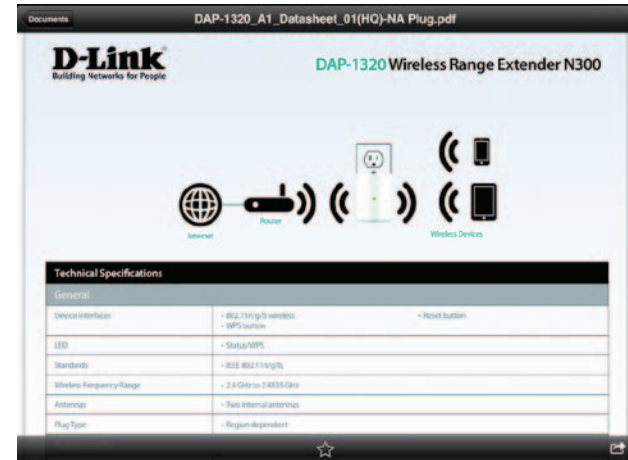 Documents
DAP-1320_A1_Datasheet_01(HQ)-NA Plug.pdf
D-Link
Building Networks for People
DAP-1320 Wireless Range Extender N300
Internet
Router
Wireless Devices
Technical Specifications
General
Device Interfaces
• 802.11n/g/b wireless
• WPS button
• Reset button
LED
• Status/WPS
Standards
• IEEE 802.11n/g/b,
Wireless Frequency Range
• 2.4 GHz to 2.4835 GHz
Antennas
• Two internal antennas
Plug Type
• Region dependent